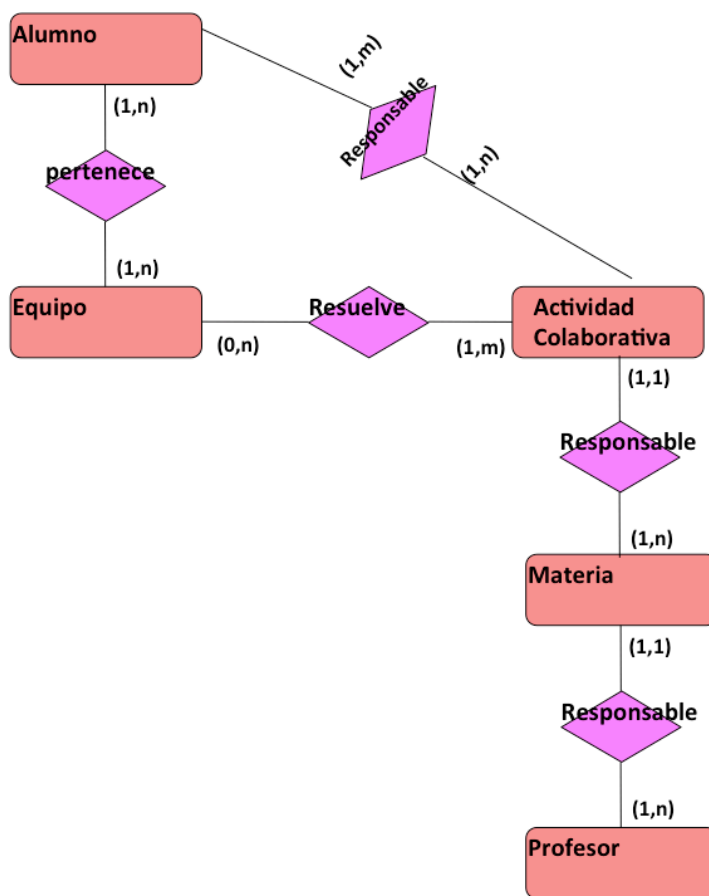 Alumno
(1,m)
Responsable
(1,n)
pertenece
(1,n)
(1,n)
Equipo
Resuelve
Actividad
Colaborativa
(0,n)
(1,m)
(1,1)
Responsable
(1,n)
Materia
(1,1)
Responsable
(1,n)
Profesor